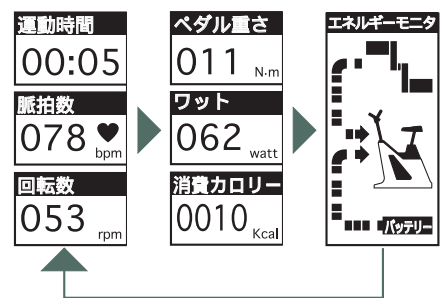 運動時間
00:05
脈拍数
078
bpm
回転数
053
rpm
ペダル重さ
011
N·m
ワット
062
watt
消費カロリー
0010
Kcal
エネルギーモニタ
バッテリー